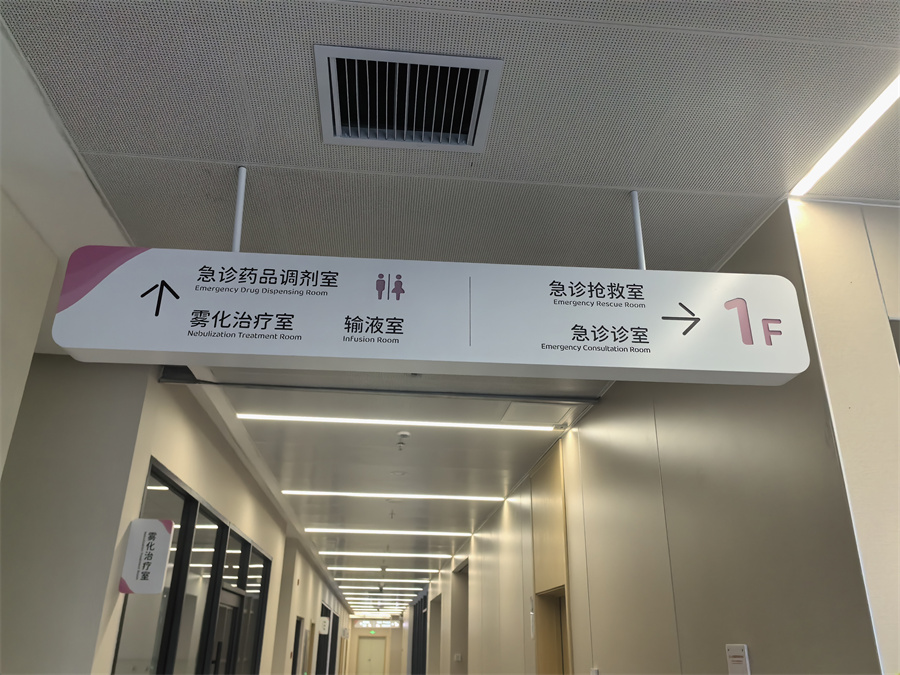 急诊药品调剂室
Emergency Drug Dispensing Room
雾化治疗室
Nebulization Treatment Room
输液室
Infusion Room
急诊抢救室
Emergency Rescue Room
急诊诊室
Emergency Consultation Room
1F
雾化治疗室